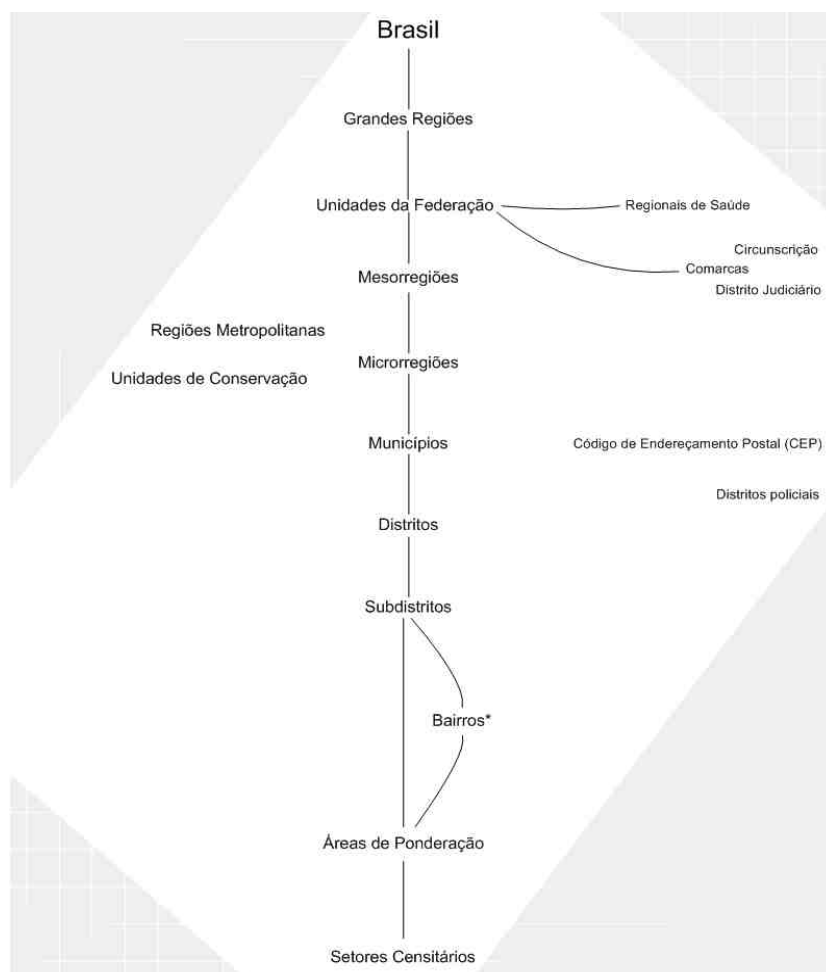 Brasil
Grandes Regiões
Unidades da Federação
Regionais de Saúde
Circunscrição
Comarcas
Distrito Judiciário
Mesorregiões
Regiões Metropolitanas
Microrregiões
Unidades de Conservação
Municípios
Código de Endereçamento Postal (CEP)
Distritos policiais
Distritos
Subdistritos
Bairros*
Áreas de Ponderação
Setores Censitários